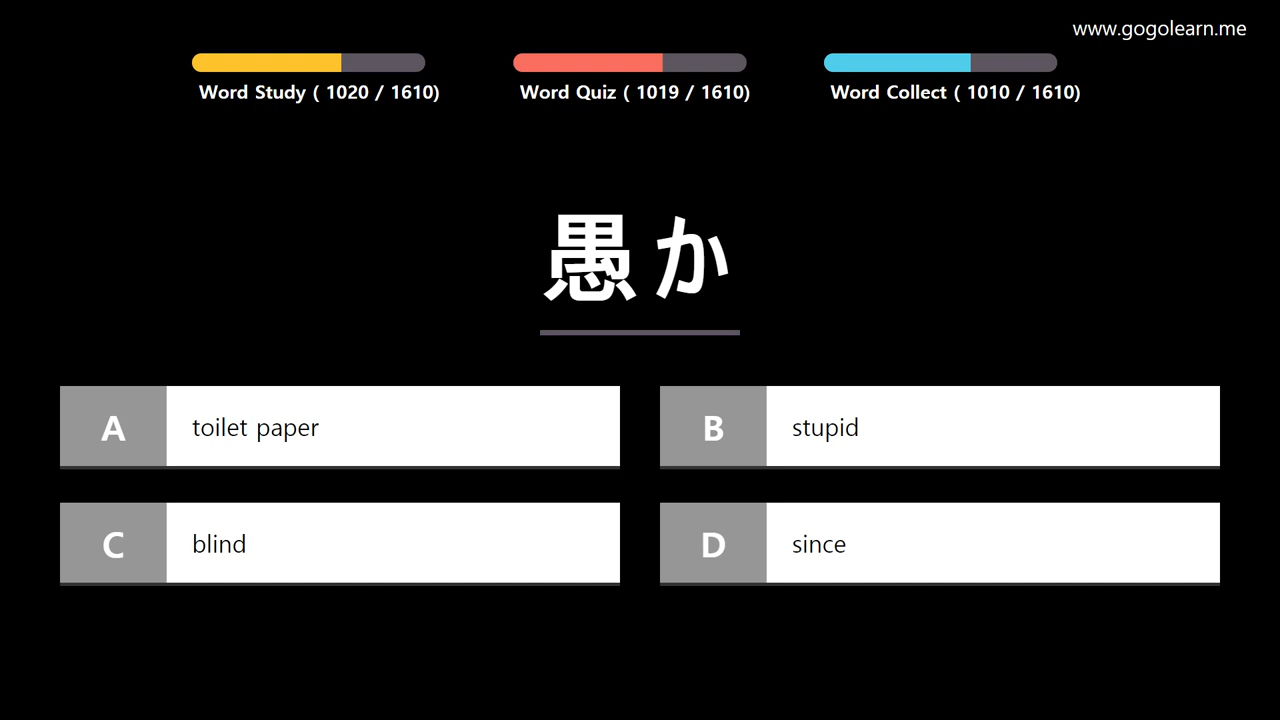 www.gogolearn.me
Word Study ( 1020 / 1610)
Word Quiz ( 1019 / 1610)
Word Collect ( 1010 / 1610)
愚か
A toilet paper
B stupid
C blind
D since